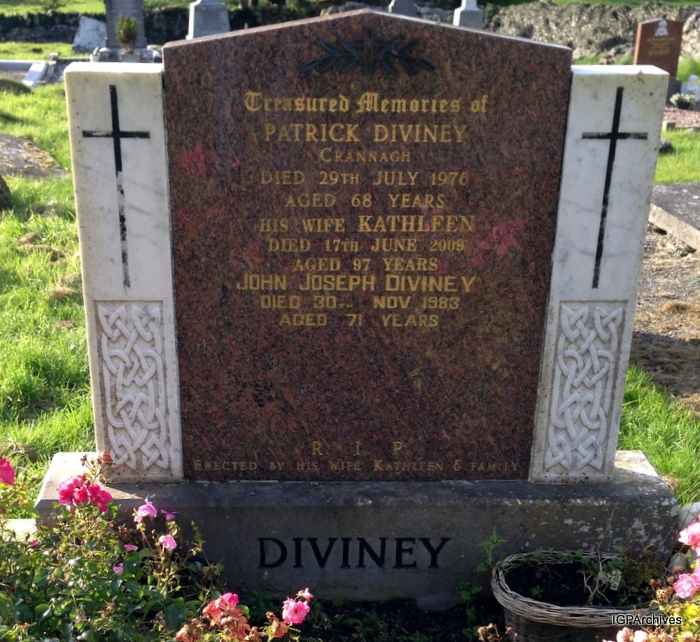 Treasured Memories of
PATRICK DIVINEY
CRANNAGH
DIED 29TH JULY 1976
AGED 68 YEARS
HIS WIFE KATHLEEN
DIED 17TH JUNE 2009
AGED 97 YEARS
JOHN JOSEPH DIVINEY
DIED 30TH NOV 1983
AGED 71 YEARS
R I P
ERECTED BY HIS WIFE KATHLEEN & FAMILY
DIVINEY
IGPArchives